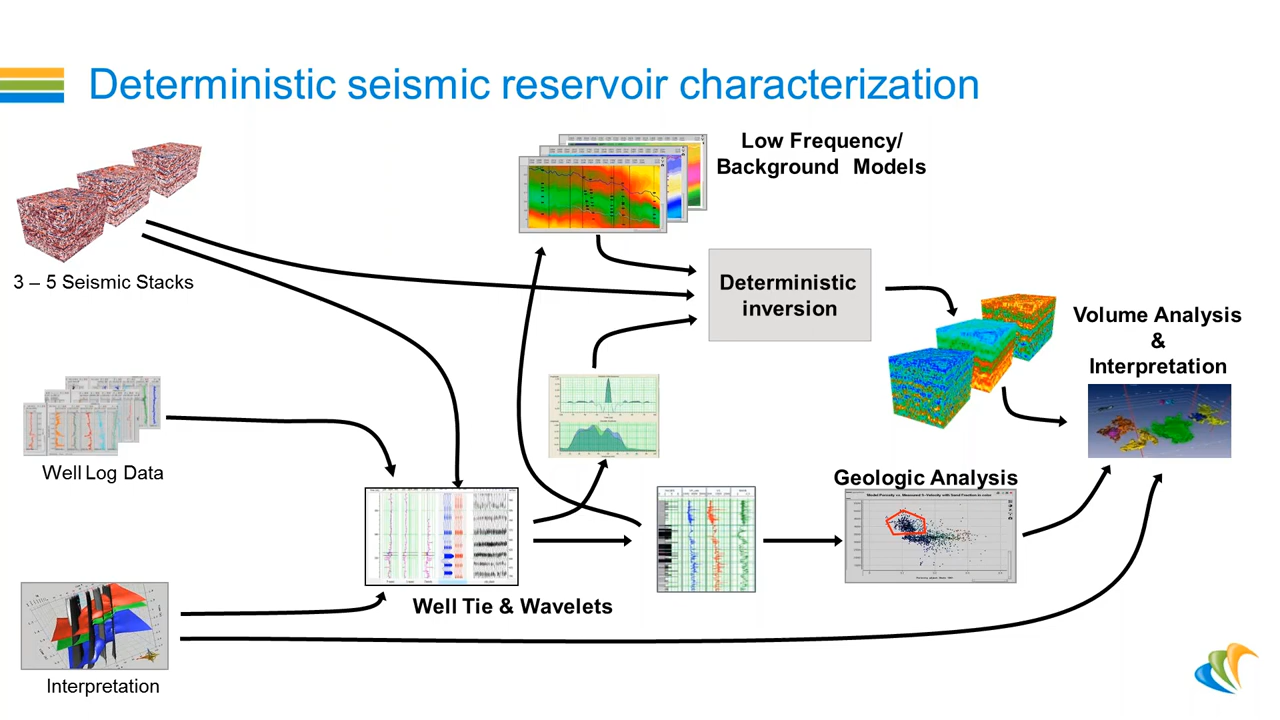 Deterministic seismic reservoir characterization
Low Frequency/
Background Models
3 – 5 Seismic Stacks
Deterministic
inversion
Volume Analysis
&
Interpretation
Well Log Data
Geologic Analysis
Well Tie & Wavelets
Interpretation